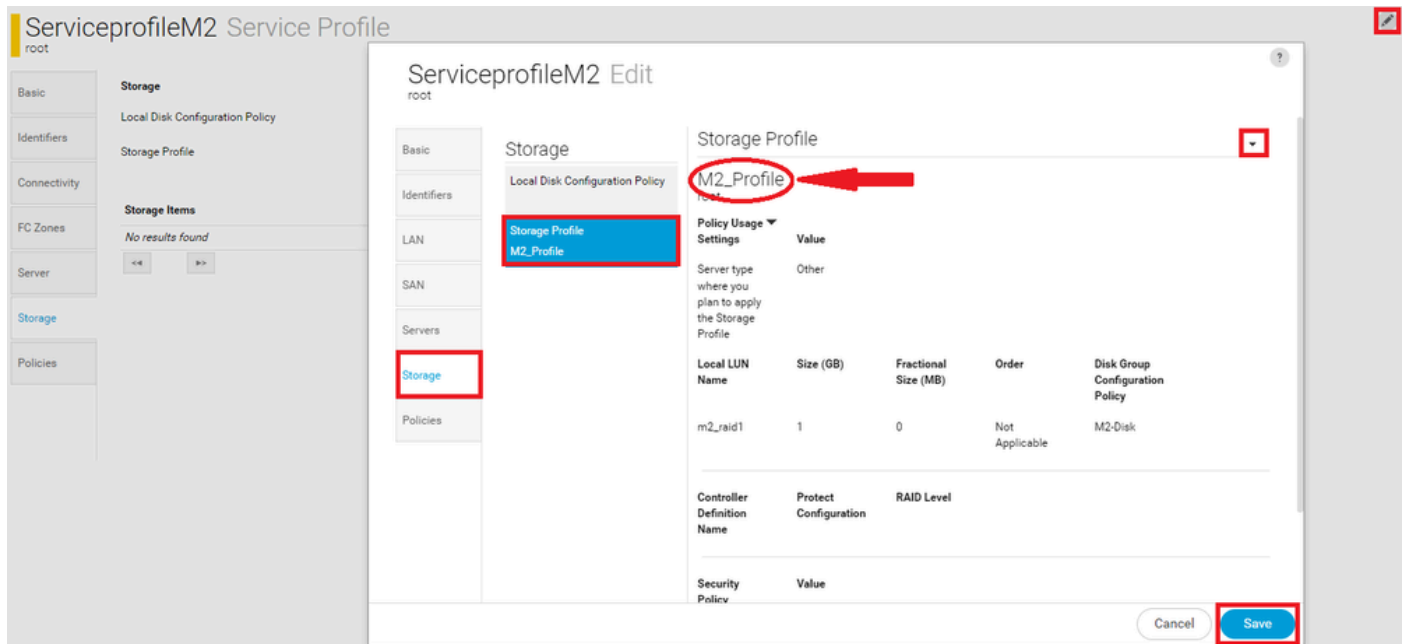 ServiceprofileM2 Service Profile
root
Basic
Identifiers
Connectivity
FC Zones
Server
Storage
Policies
Storage
Local Disk Configuration Policy
Storage Profile
Storage Items
No results found
<<
>>
?
ServiceprofileM2 Edit
root
Basic
Identifiers
LAN
SAN
Servers
Storage
Policies
Storage
Local Disk Configuration Policy
Storage Profile
M2_Profile
Storage Profile
M2_Profile
root
Policy Usage
Settings Value
Server type Other
where you
plan to apply
the Storage
Profile
Local LUN Size (GB) Fractional Order Disk Group
Name Size (MB) Configuration
Policy
m2_raid1 1 0 Not M2-Disk
Applicable
Controller Protect RAID Level
Definition Configuration
Name
Security Value
Policy
Cancel Save